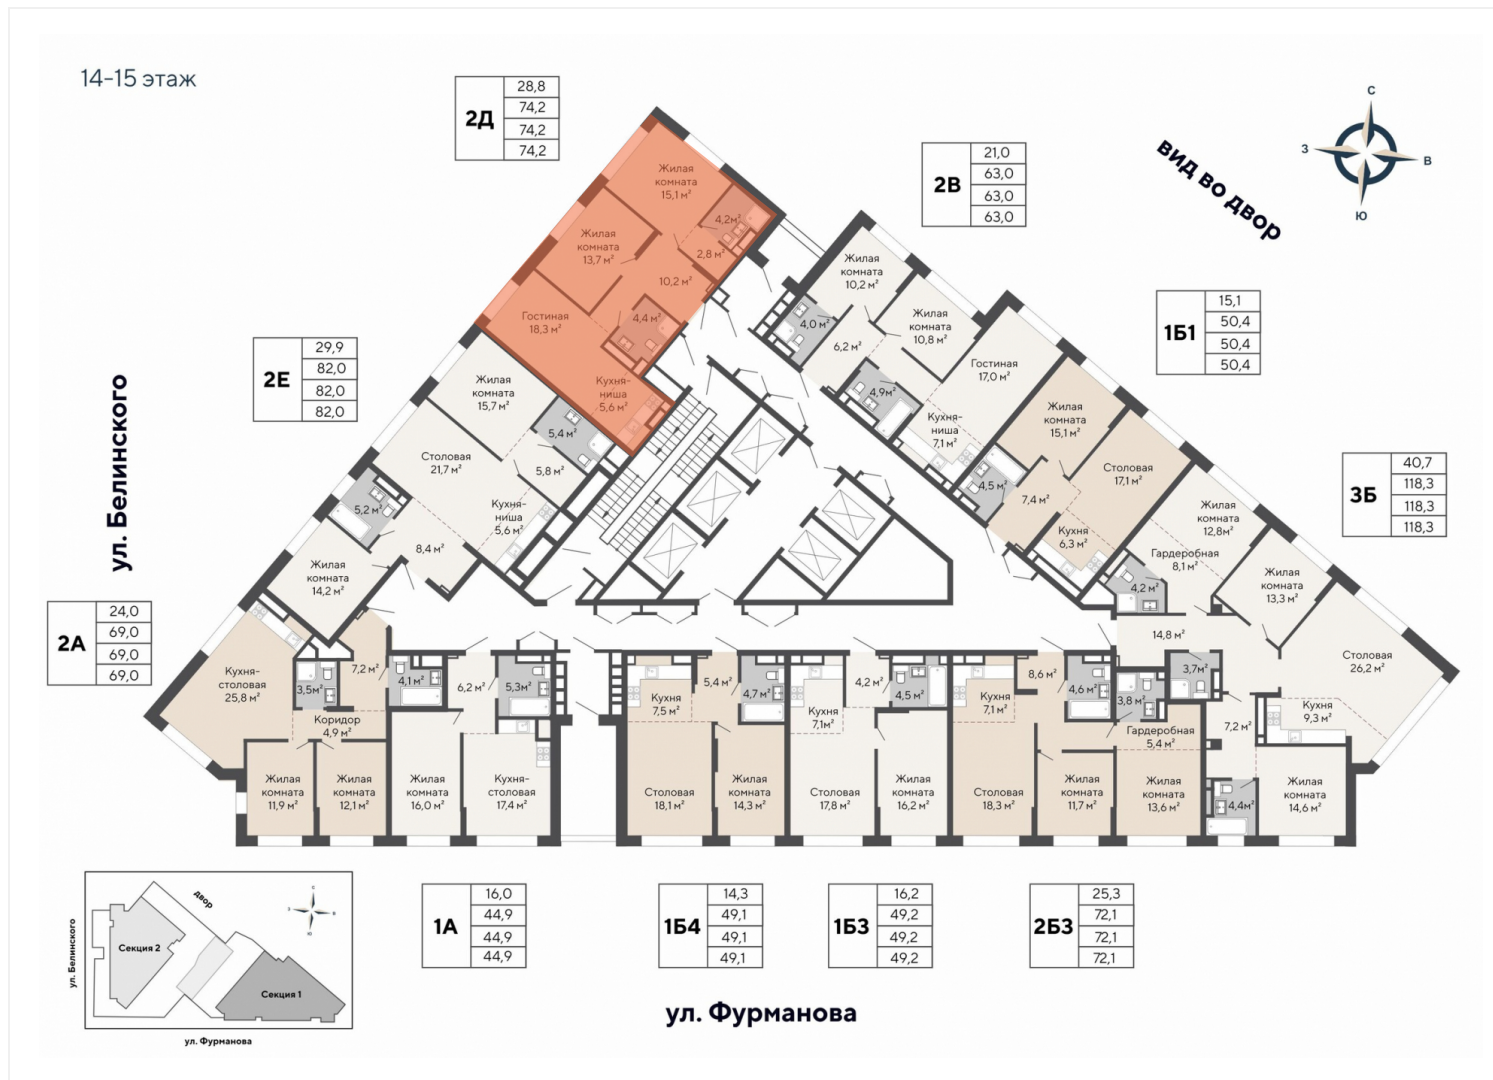 14-15 этаж
2Д
28,8
74,2
74,2
74,2
2В
21,0
63,0
63,0
63,0
вид во двор
С
З
В
Ю
1Б1
15,1
50,4
50,4
50,4
2Е
29,9
82,0
82,0
82,0
3Б
40,7
118,3
118,3
118,3
ул. Белинского
2А
24,0
69,0
69,0
69,0
Жилая
комната
15,1 м²
4,2м²
2,8 м²
Жилая
комната
13,7 м²
10,2 м²
Гостиная
18,3 м²
4,4 м²
Кухня-
ниша
5,6 м²
Жилая
комната
15,7 м²
5,4 м²
5,8 м²
Столовая
21,7 м²
Кухня-
ниша
5,6 м²
5,2 м²
8,4 м²
Жилая
комната
14,2 м²
Жилая
комната
10,2 м²
4,0 м²
6,2 м²
Жилая
комната
10,8 м²
4,9м²
Гостиная
17,0 м²
Кухня-
ниша
7,1 м²
Жилая
комната
15,1 м²
4,5 м²
7,4 м²
Столовая
17,1 м²
Кухня
6,3 м²
Жилая
комната
12,8м²
Гардеробная
8,1 м²
4,2 м²
Жилая
комната
13,3 м²
14,8 м²
Столовая
26,2 м²
3,7м²
3,8 м²
7,2 м²
Кухня
9,3 м²
4,4м²
Жилая
комната
14,6 м²
Кухня-
столовая
25,8 м²
3,5м²
7,2 м²
Коридор
4,9 м²
Жилая
комната
11,9 м²
Жилая
комната
12,1 м²
4,1 м²
6,2 м²
5,3м²
Жилая
комната
16,0 м²
Кухня-
столовая
17,4 м²
Кухня
7,5 м²
5,4 м²
4,7 м²
Столовая
18,1 м²
Жилая
комната
14,3 м²
Кухня
7,1м²
4,2 м²
4,5 м²
Столовая
17,8 м²
Жилая
комната
16,2 м²
Кухня
7,1 м²
8,6 м²
4,6 м²
Столовая
18,3 м²
Жилая
комната
11,7 м²
Гардеробная
5,4 м²
Жилая
комната
13,6 м²
1А
16,0
44,9
44,9
44,9
1Б4
14,3
49,1
49,1
49,1
1Б3
16,2
49,2
49,2
49,2
2Б3
25,3
72,1
72,1
72,1
ул. Фурманова
двор
С
З
В
Ю
Секция 2
Секция 1
ул. Белинского
ул. Фурманова